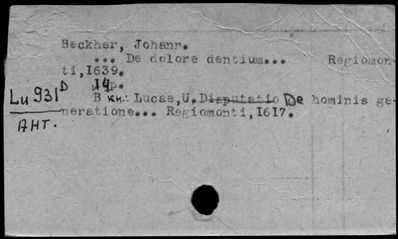 Beckher, Johann.
... De dolore dentium... Regiomon-
ti, 1639.
14p.
Lu 931 D
В кн. Lucae, U. Disputatio De hominis ge-
neratione... Regiomonti, 1617.
АНТ.